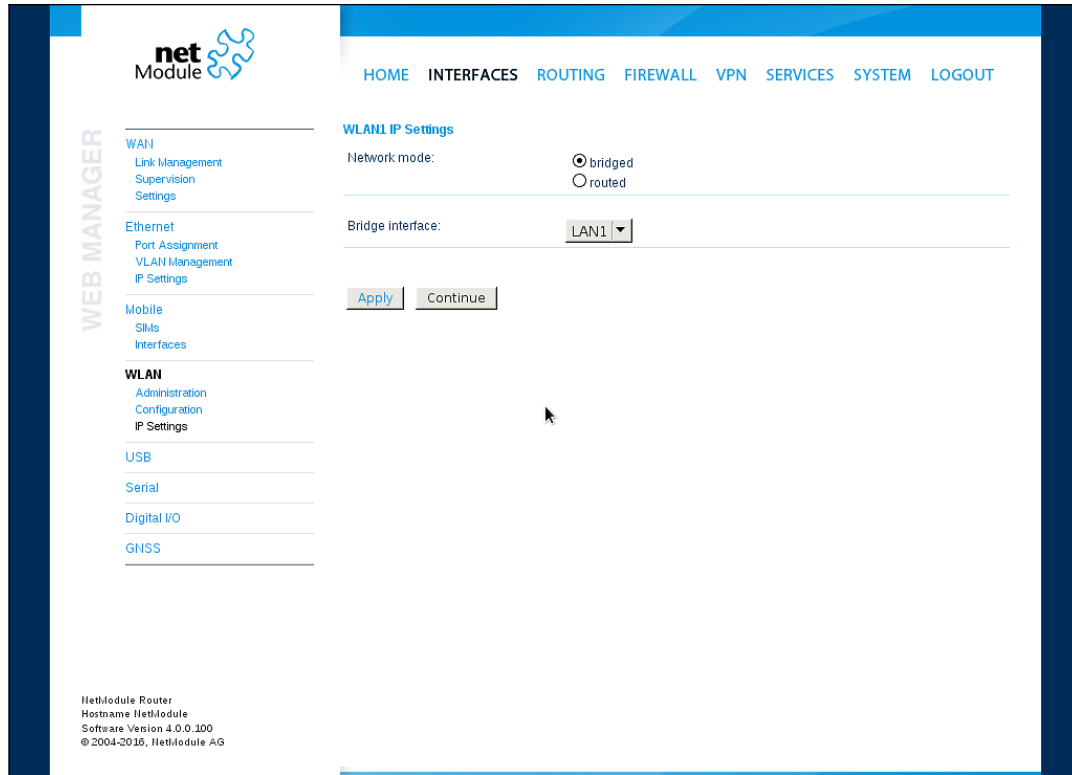 net
Module
HOME INTERFACES ROUTING FIREWALL VPN SERVICES SYSTEM LOGOUT
WEB MANAGER
WAN
Link Management
Supervision
Settings
Ethernet
Port Assignment
VLAN Management
IP Settings
Mobile
SIMs
Interfaces
WLAN
Administration
Configuration
IP Settings
USB
Serial
Digital I/O
GNSS
WLAN1 IP Settings
Network mode:
bridged
routed
Bridge interface:
LAN1
Apply Continue
NetModule Router
Hostname NetModule
Software Version 4.0.0.100
© 2004-2016, NetModule AG